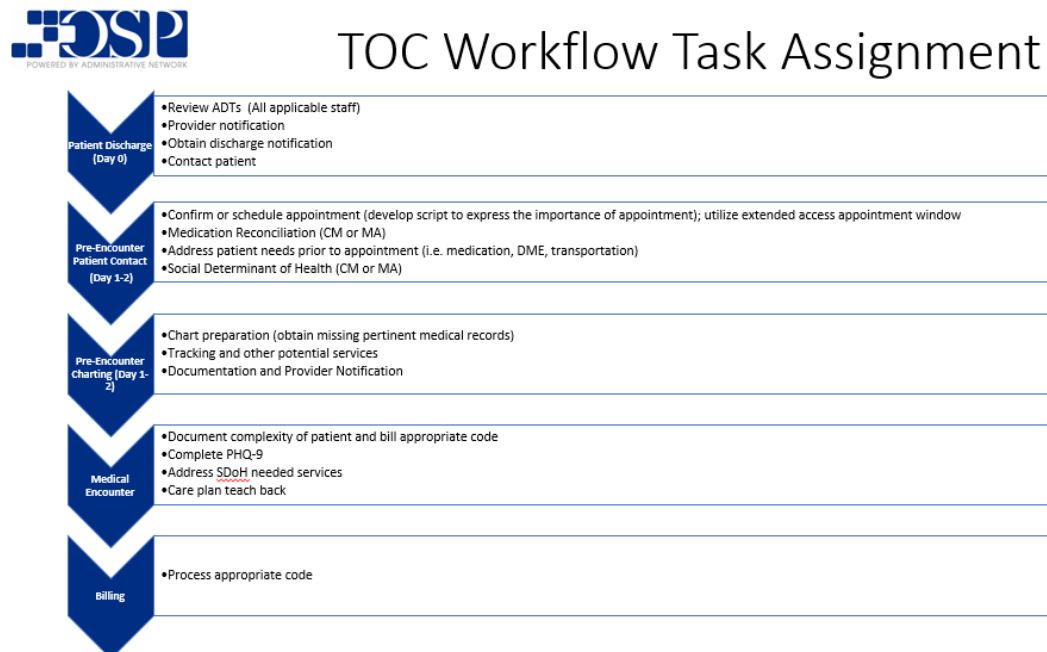 OSP
POWERED BY ADMINISTRATIVE NETWORK
TOC Workflow Task Assignment
Patient Discharge
(Day 0)
•Review ADTs (All applicable staff)
•Provider notification
•Obtain discharge notification
•Contact patient
Pre-Encounter
Patient Contact
(Day 1-2)
•Confirm or schedule appointment (develop script to express the importance of appointment); utilize extended access appointment window
•Medication Reconciliation (CM or MA)
•Address patient needs prior to appointment (i.e. medication, DME, transportation)
•Social Determinant of Health (CM or MA)
Pre-Encounter
Charting (Day 1-
2)
•Chart preparation (obtain missing pertinent medical records)
•Tracking and other potential services
•Documentation and Provider Notification
Medical
Encounter
•Document complexity of patient and bill appropriate code
•Complete PHQ-9
•Address SDoH needed services
•Care plan teach back
Billing
•Process appropriate code